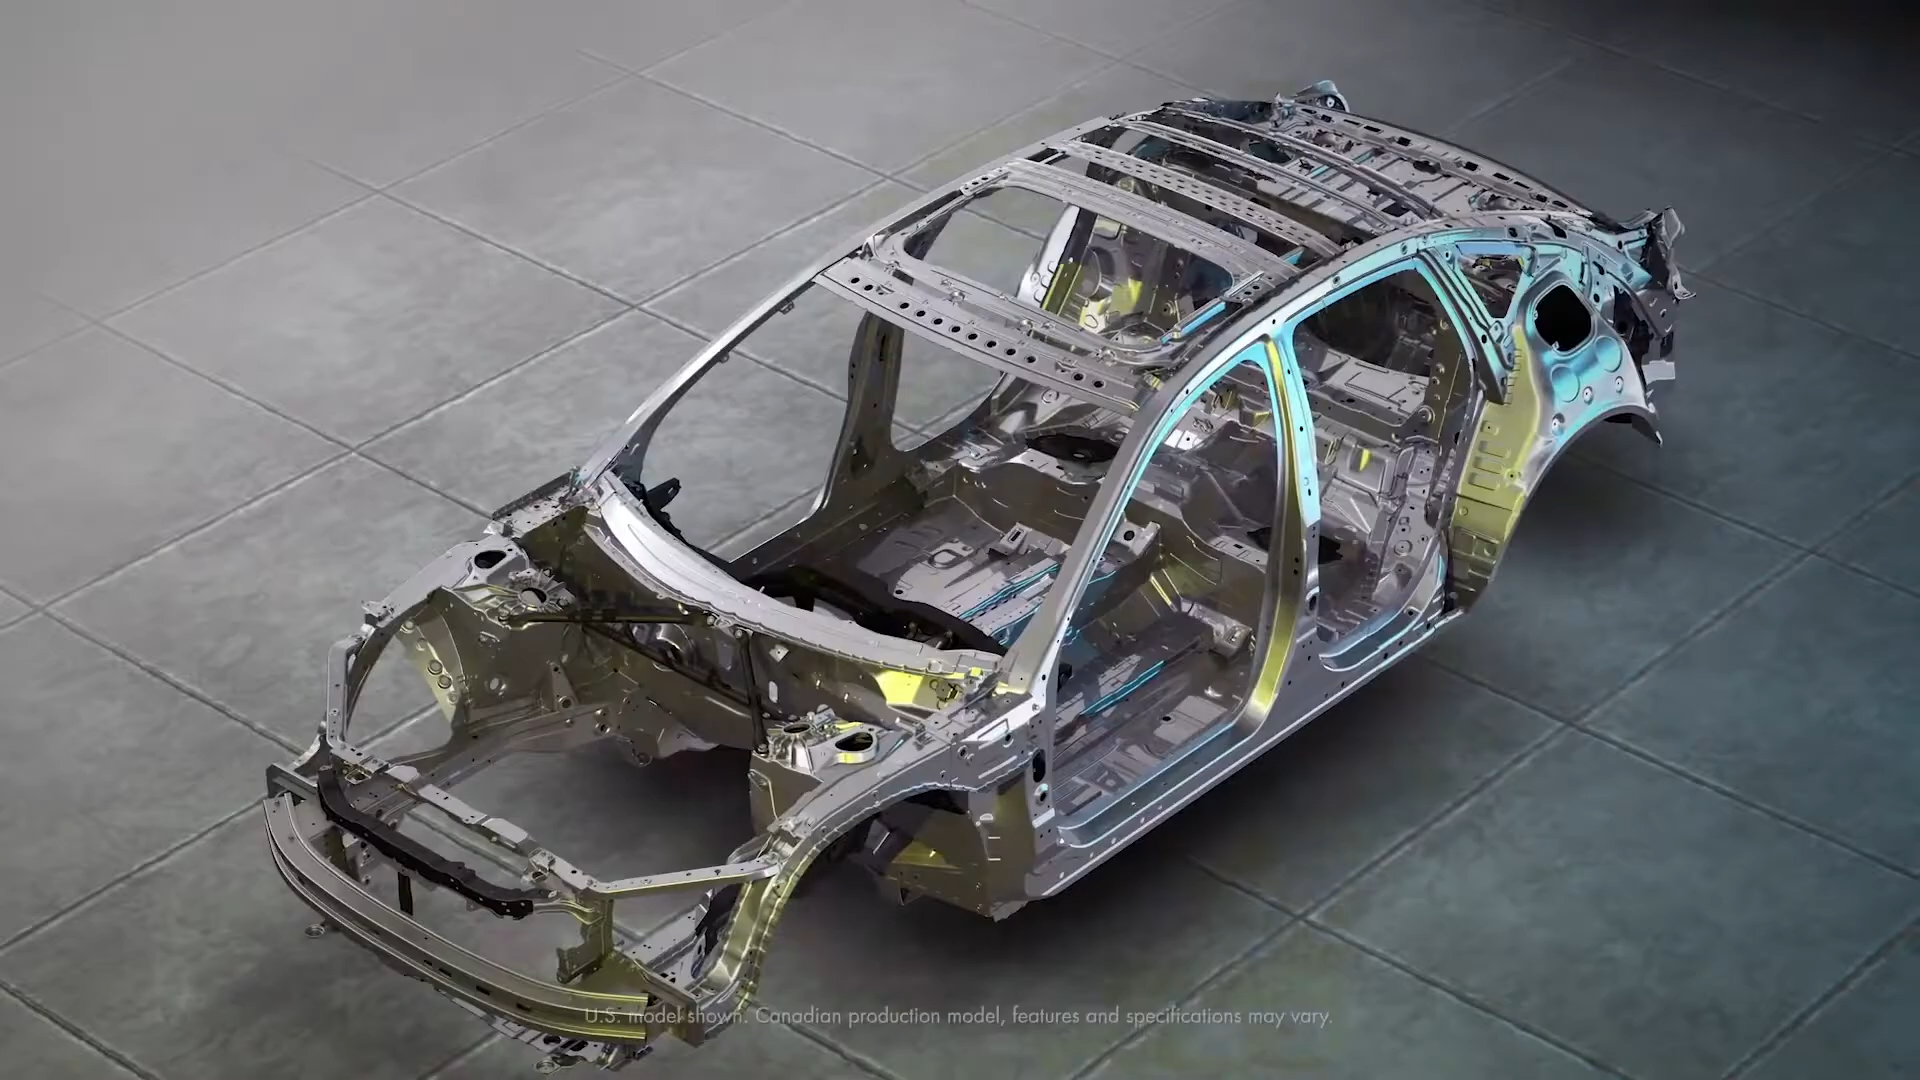 U.S. model shown. Canadian production model, features and specifications may vary.